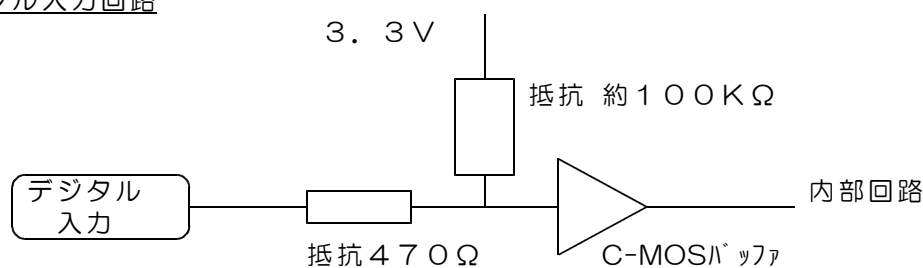 ル入力回路
３．３Ｖ
抵抗 約１００ＫΩ
デジタル
入力
内部回路
抵抗４７０Ω
C-MOSﾊﾞｯﾌｧ